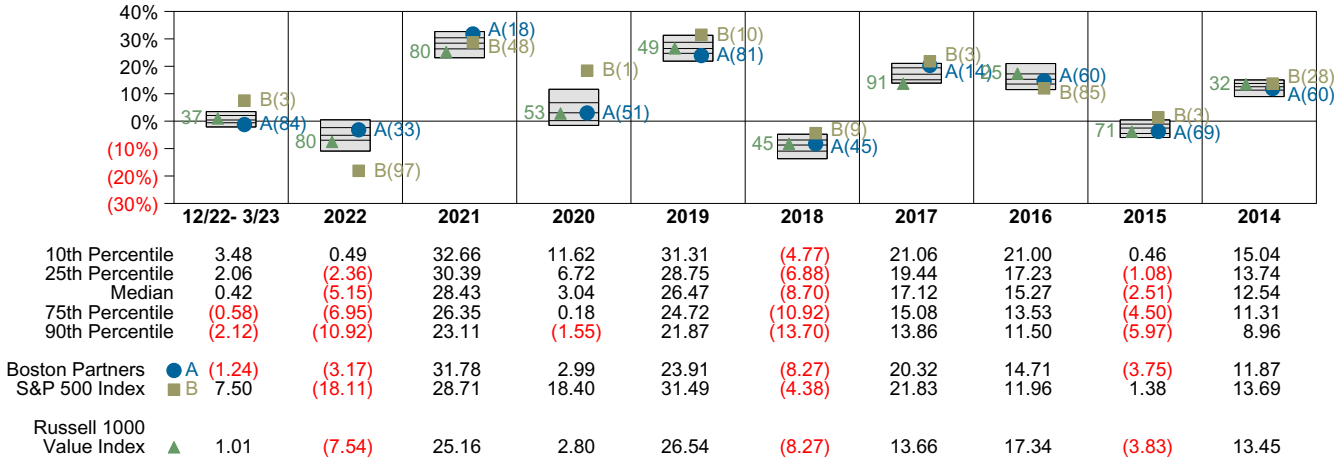 40%
30%
20%
10%
0%
(10%)
(20%)
(30%)
37 B(3) A(84)
80 A(33) B(97)
80 A(18) B(48)
53 B(1) A(51)
49 B(10) A(81)
45 B(9) A(45)
91 B(3) A(14)
25 A(60) B(85)
71 B(3) A(69)
32 B(28) A(60)
12/22- 3/23 2022 2021 2020 2019 2018 2017 2016 2015 2014
10th Percentile 3.48 0.49 32.66 11.62 31.31 (4.77) 21.06 21.00 0.46 15.04
25th Percentile 2.06 (2.36) 30.39 6.72 28.75 (6.88) 19.44 17.23 (1.08) 13.74
Median 0.42 (5.15) 28.43 3.04 26.47 (8.70) 17.12 15.27 (2.51) 12.54
75th Percentile (0.58) (6.95) 26.35 0.18 24.72 (10.92) 15.08 13.53 (4.50) 11.31
90th Percentile (2.12) (10.92) 23.11 (1.55) 21.87 (13.70) 13.86 11.50 (5.97) 8.96
Boston Partners A (1.24) (3.17) 31.78 2.99 23.91 (8.27) 20.32 14.71 (3.75) 11.87
S&P 500 Index B 7.50 (18.11) 28.71 18.40 31.49 (4.38) 21.83 11.96 1.38 13.69
Russell 1000
Value Index 1.01 (7.54) 25.16 2.80 26.54 (8.27) 13.66 17.34 (3.83) 13.45